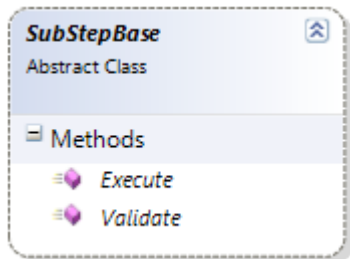 SubStepBase
Abstract Class
Methods
Execute
Validate